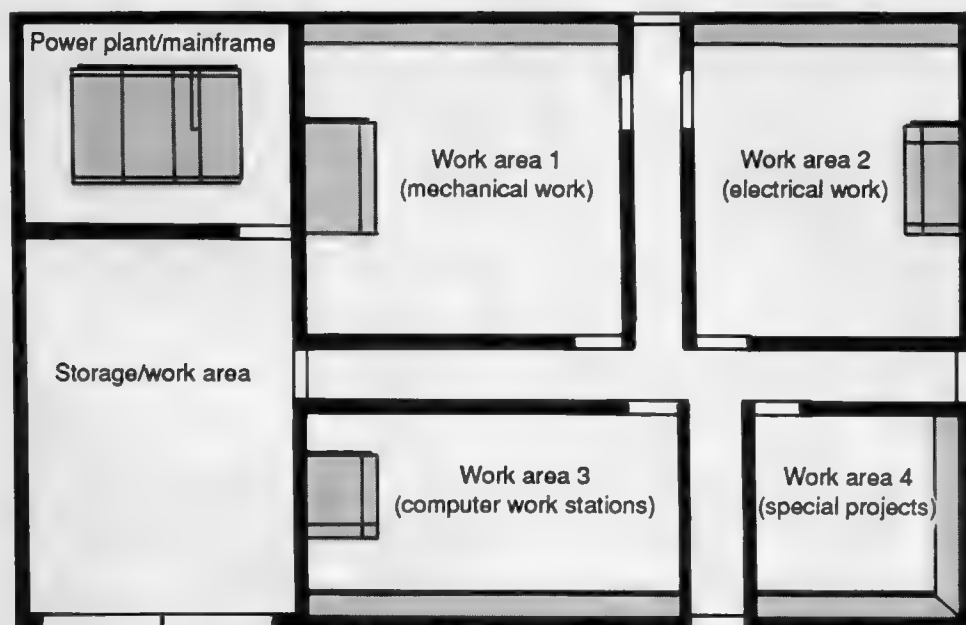 Power plant/mainframe
Work area 1
(mechanical work)
Work area 2
(electrical work)
Storage/work area
Work area 3
(computer work stations)
Work area 4
(special projects)